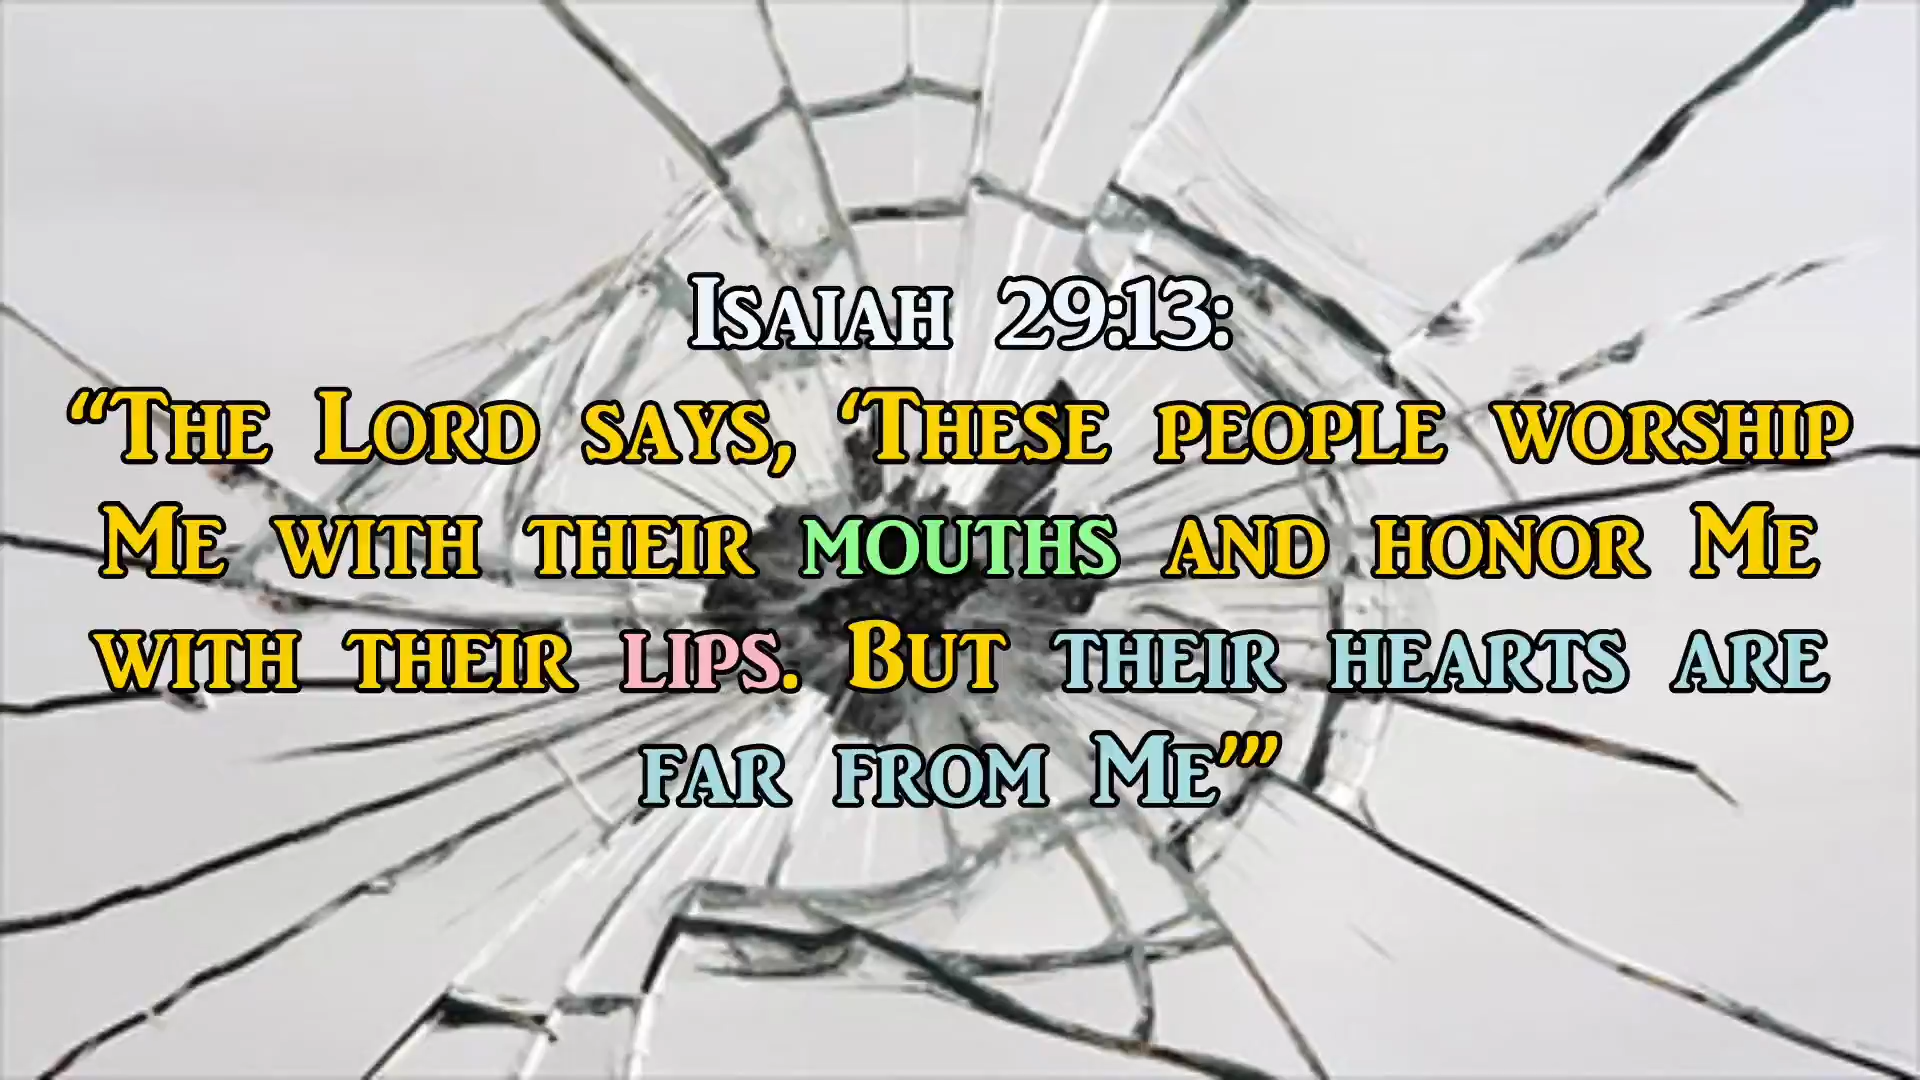 Isaiah 29:13:
“The Lord says, ‘These people worship
Me with their mouths and honor Me
with their lips. But their hearts are
far from Me’”